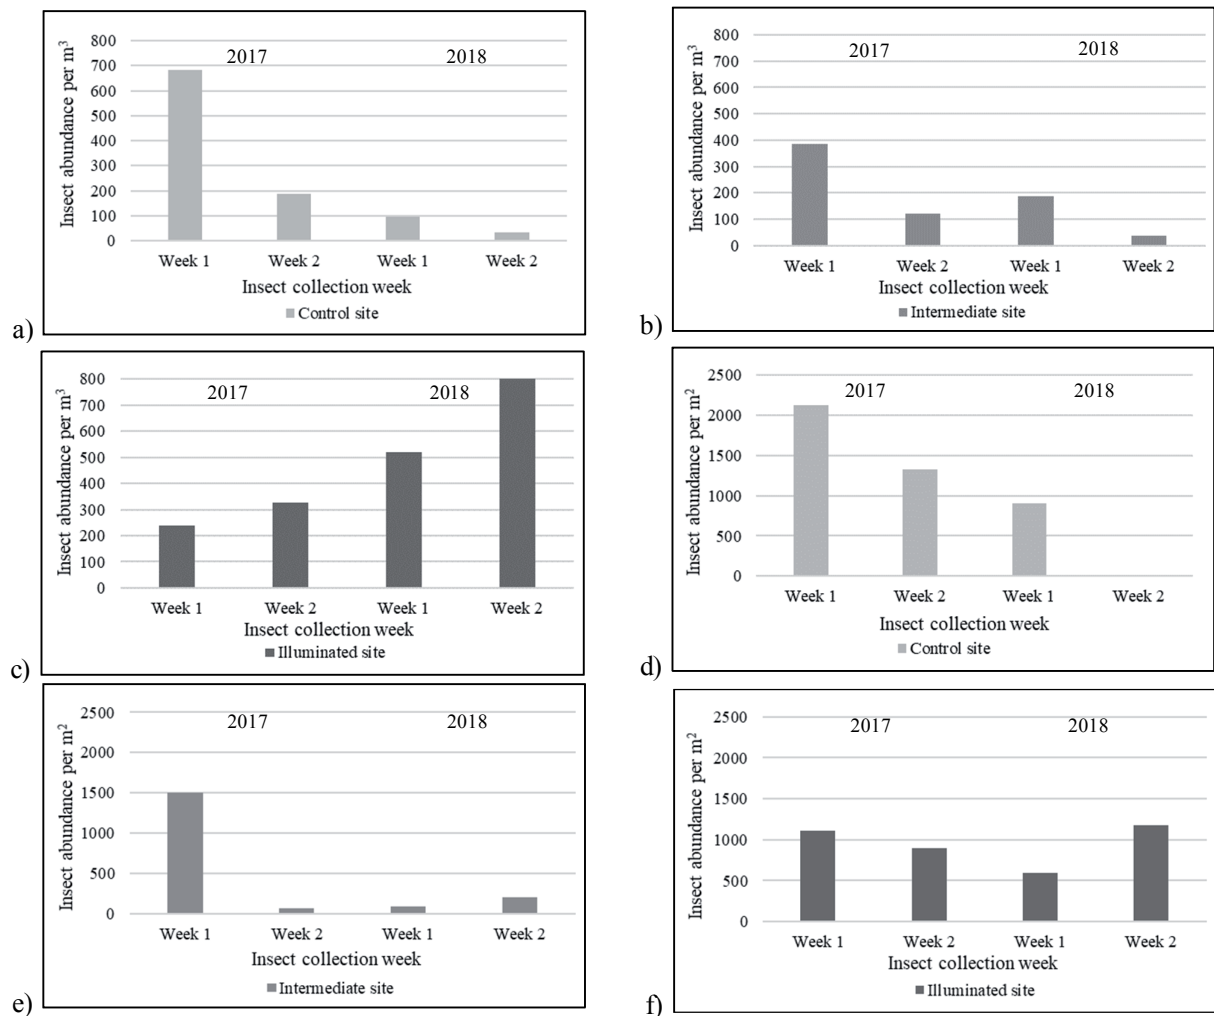 800
700
600
500
400
300
200
100
0
Insect abundance per m³
2017
2018
Week 1 Week 2 Week 1 Week 2
Insect collection week
Control site
a)
800
700
600
500
400
300
200
100
0
Insect abundance per m³
2017
2018
Week 1 Week 2 Week 1 Week 2
Insect collection week
Intermediate site
b)
800
700
600
500
400
300
200
100
0
Insect abundance per m³
2017
2018
Week 1 Week 2 Week 1 Week 2
Insect collection week
Illuminated site
c)
2500
2000
1500
1000
500
0
Insect abundance per m²
2017
2018
Week 1 Week 2 Week 1 Week 2
Insect collection week
Control site
d)
2500
2000
1500
1000
500
0
Insect abundance per m²
2017
2018
Week 1 Week 2 Week 1 Week 2
Insect collection week
Intermediate site
e)
2500
2000
1500
1000
500
0
Insect abundance per m²
2017
2018
Week 1 Week 2 Week 1 Week 2
Insect collection week
Illuminated site
f)